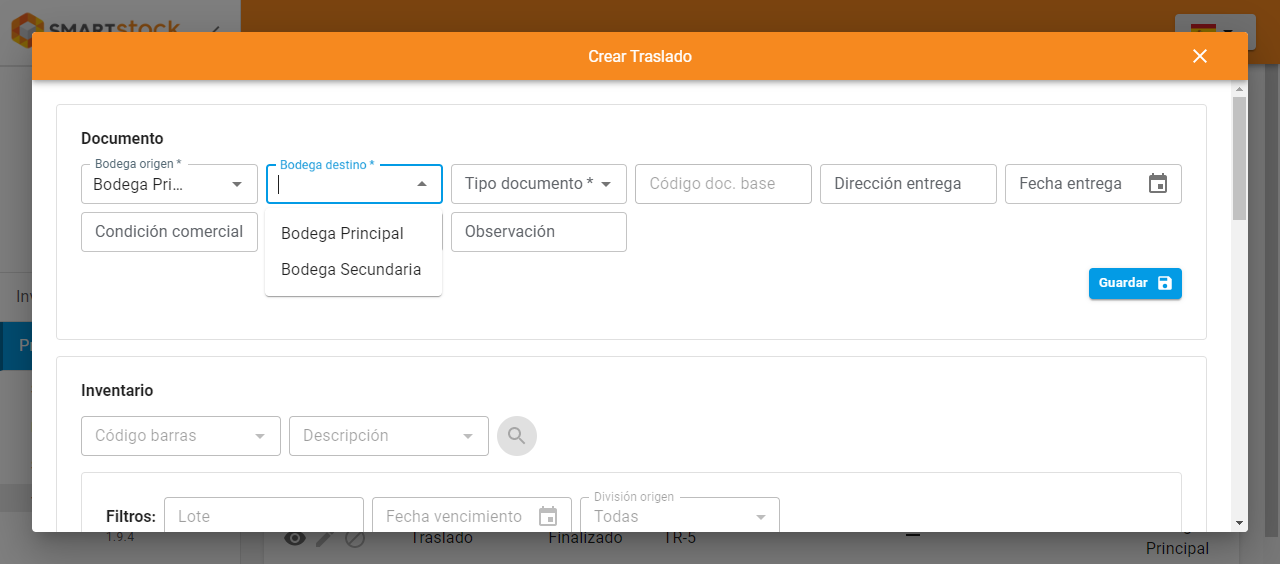 SMARTstock
Crear Traslado
Documento
Bodega origen *
Bodega Pri...
Bodega destino *
Tipo documento *
Código doc. base
Dirección entrega
Fecha entrega
Condición comercial
Observación
Bodega Principal
Bodega Secundaria
Guardar
Inventario
Código barras
Descripción
Filtros:
Lote
Fecha vencimiento
División origen
Todas
1.9.4
Traslado
Finalizado
TR-5
Principal